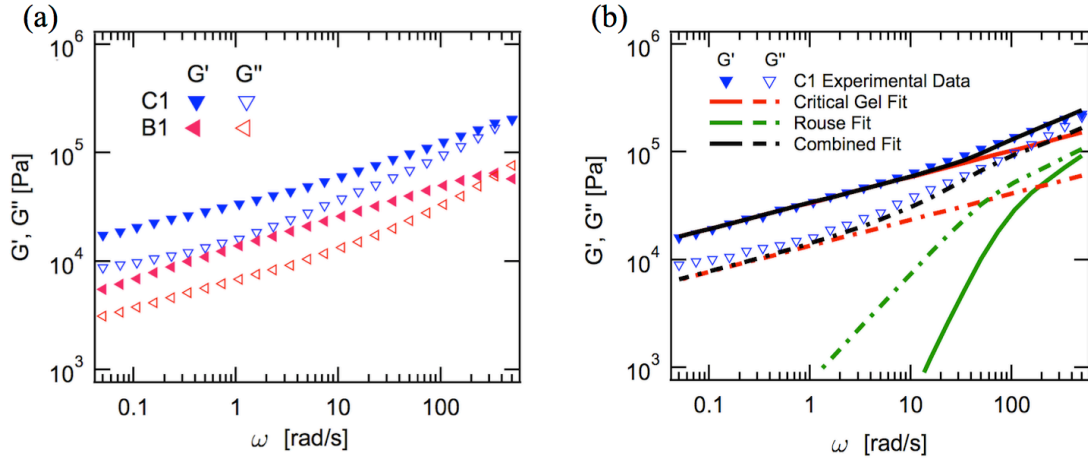 (a)
10^6
10^5
10^4
10^3
G', G'' [Pa]
G' G''
C1
B1
0.1 1 10 100
ω [rad/s]
(b)
10^6
10^5
10^4
10^3
G', G'' [Pa]
G' G''
C1 Experimental Data
Critical Gel Fit
Rouse Fit
Combined Fit
0.1 1 10 100
ω [rad/s]